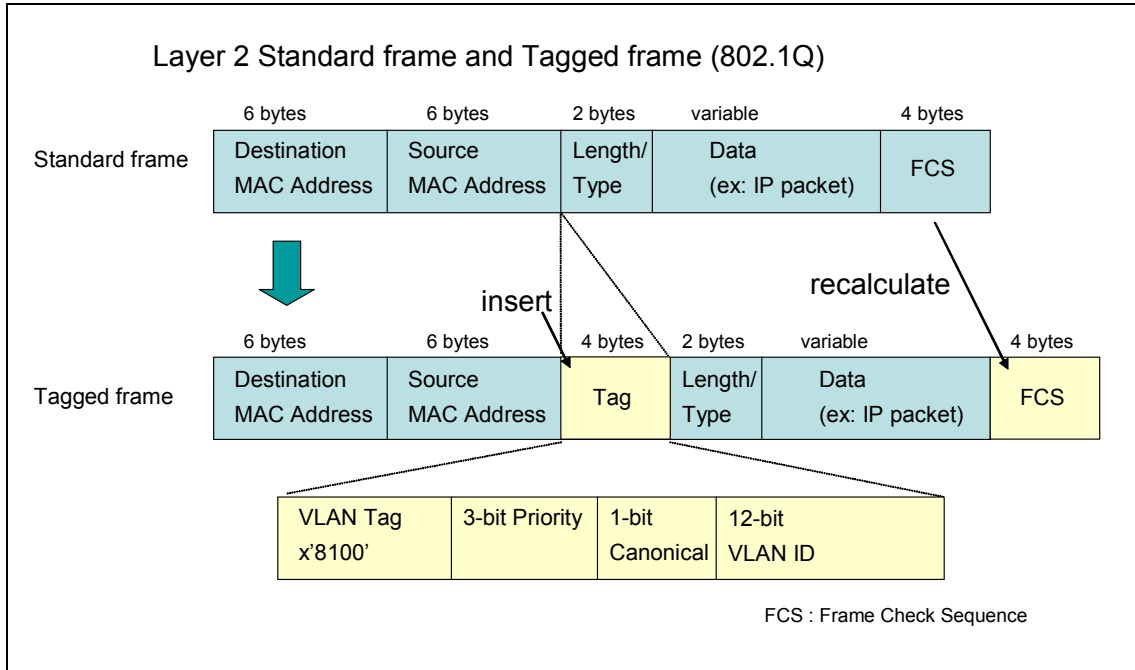 Layer 2 Standard frame and Tagged frame (802.1Q)
6 bytes 6 bytes 2 bytes variable 4 bytes
Standard frame
Destination MAC Address
Source MAC Address
Length/ Type
Data (ex: IP packet)
FCS
insert
recalculate
6 bytes 6 bytes 4 bytes 2 bytes variable 4 bytes
Tagged frame
Destination MAC Address
Source MAC Address
Tag
Length/ Type
Data (ex: IP packet)
FCS
VLAN Tag x'8100’
3-bit Priority
1-bit Canonical
12-bit VLAN ID
FCS : Frame Check Sequence